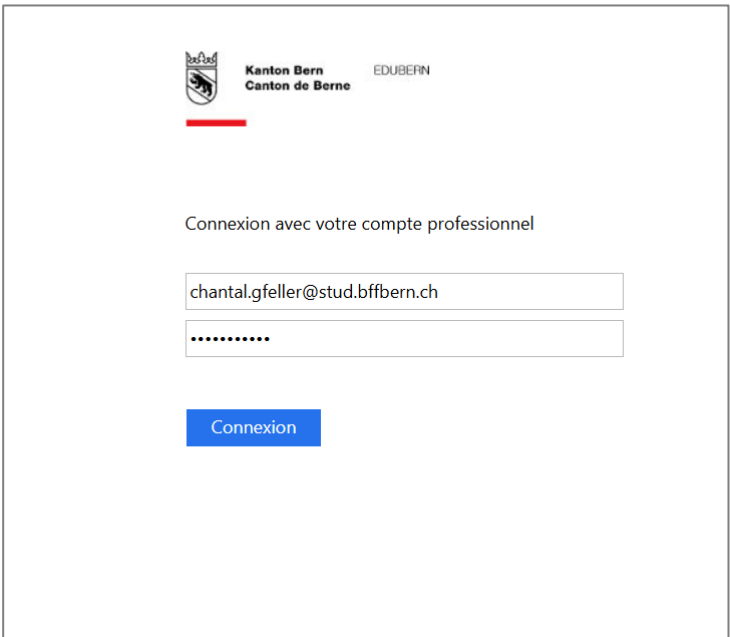 Kanton Bern
Canton de Berne
EDUBERN
Connexion avec votre compte professionnel
chantal.gfeller@stud.bffbern.ch
•••••••••••
Connexion